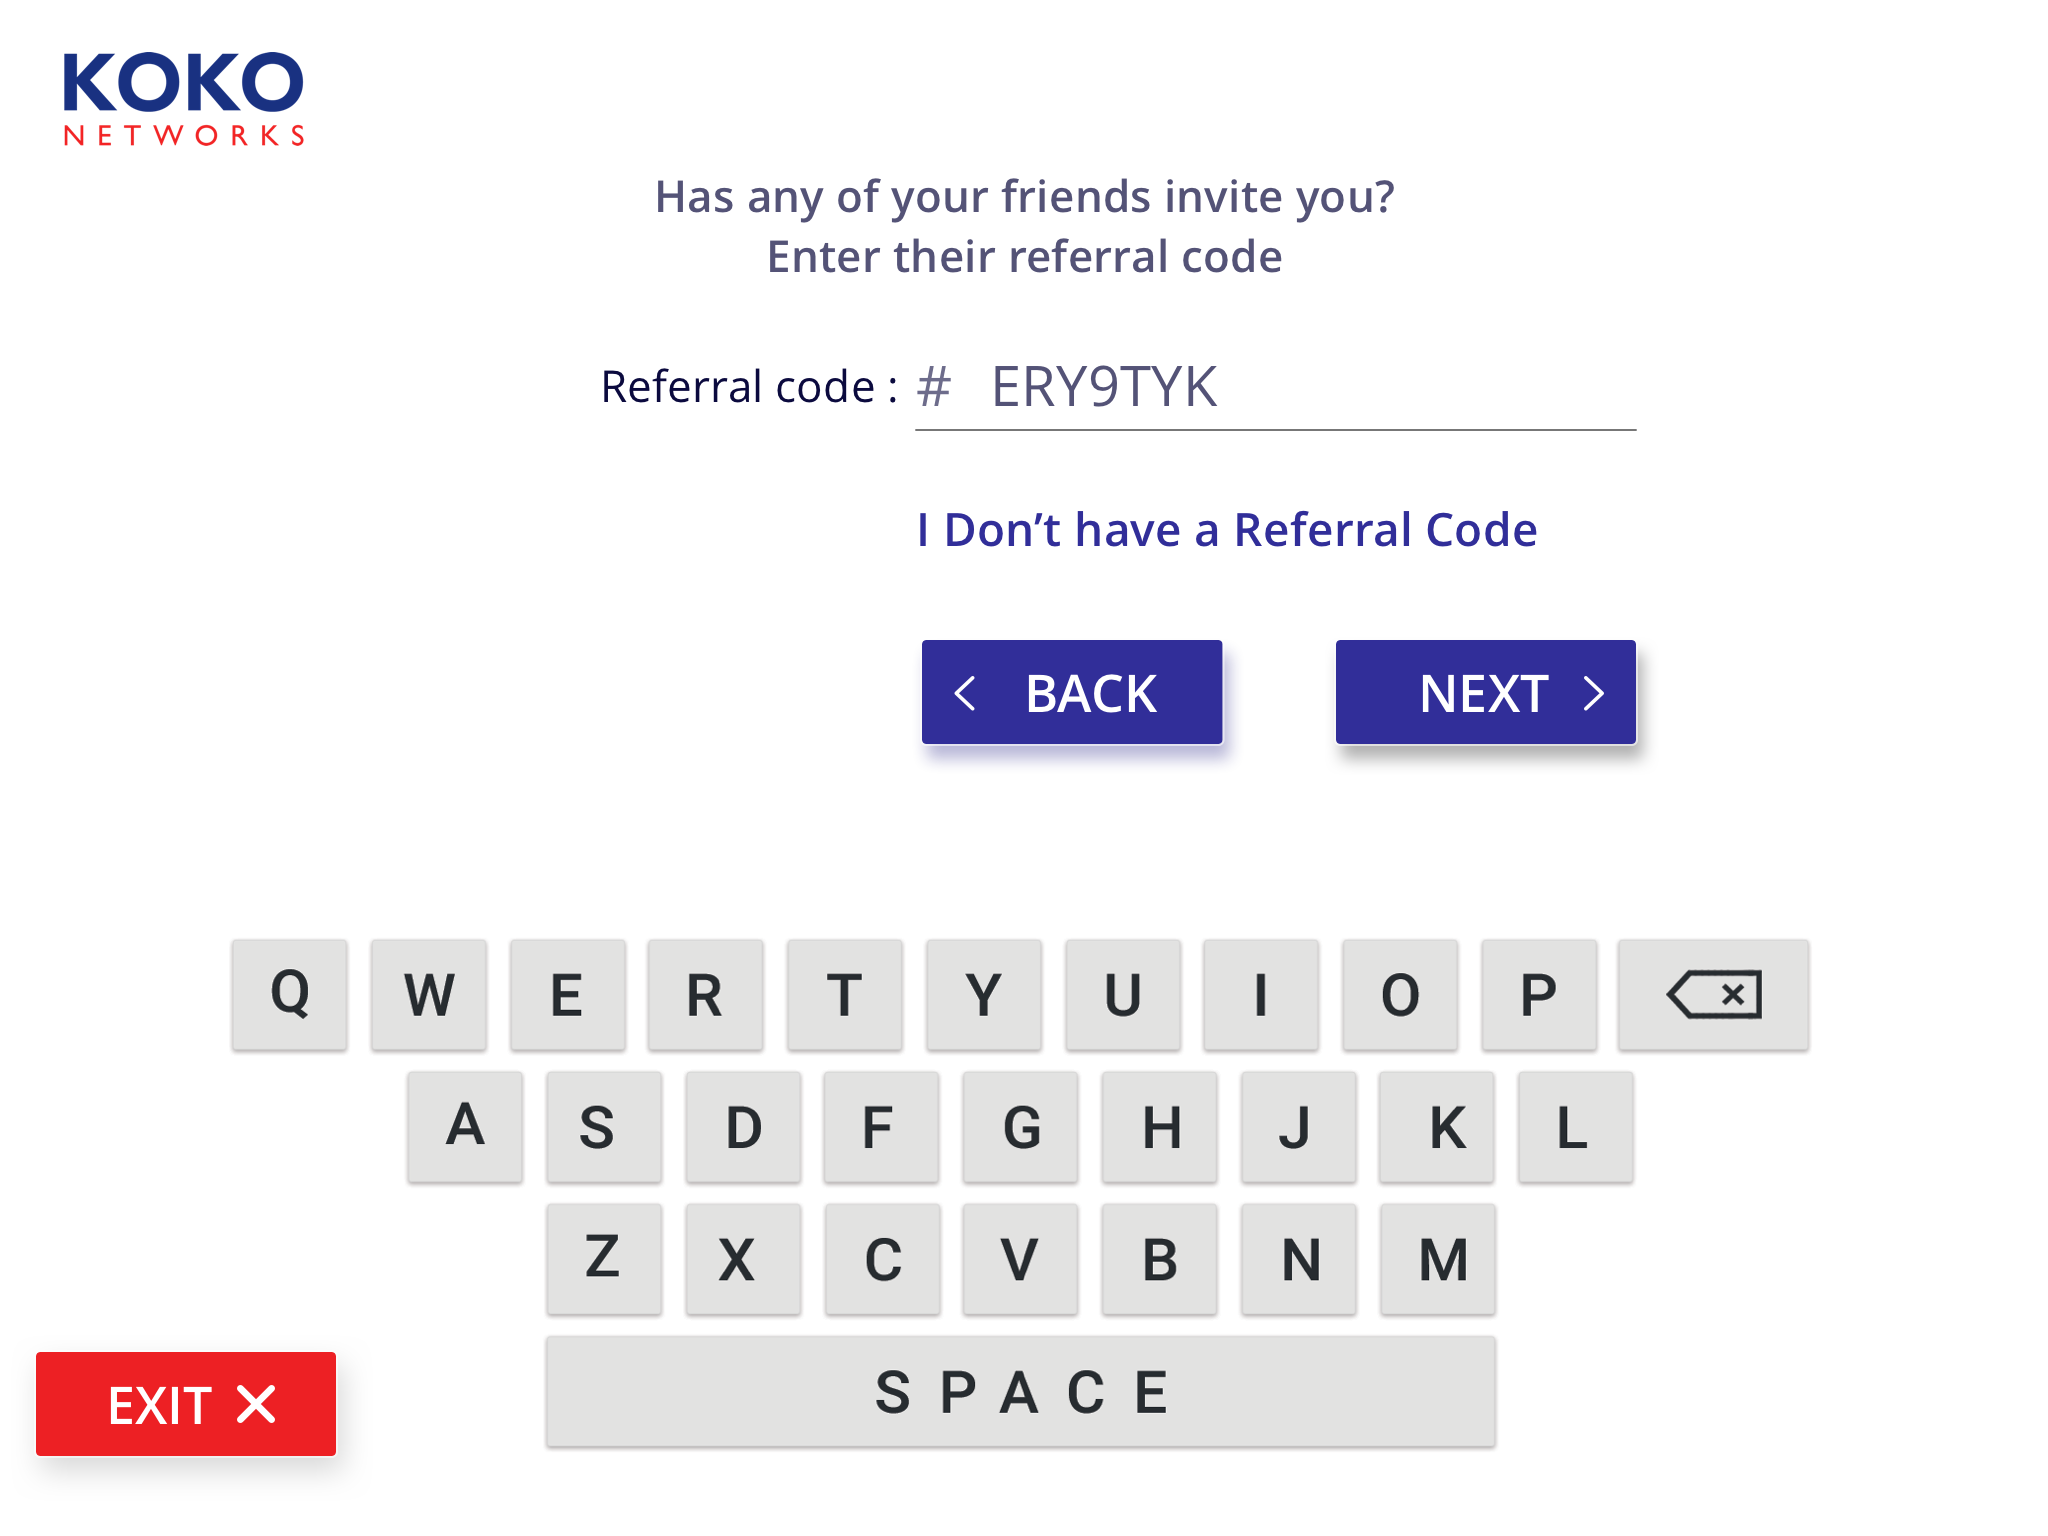 KOKO
NETWORKS
Has any of your friends invite you?
Enter their referral code
Referral code : # ERY9TYK
I Don’t have a Referral Code
BACK NEXT
Q W E R T Y U I O P
A S D F G H J K L
Z X C V B N M
SPACE
EXIT